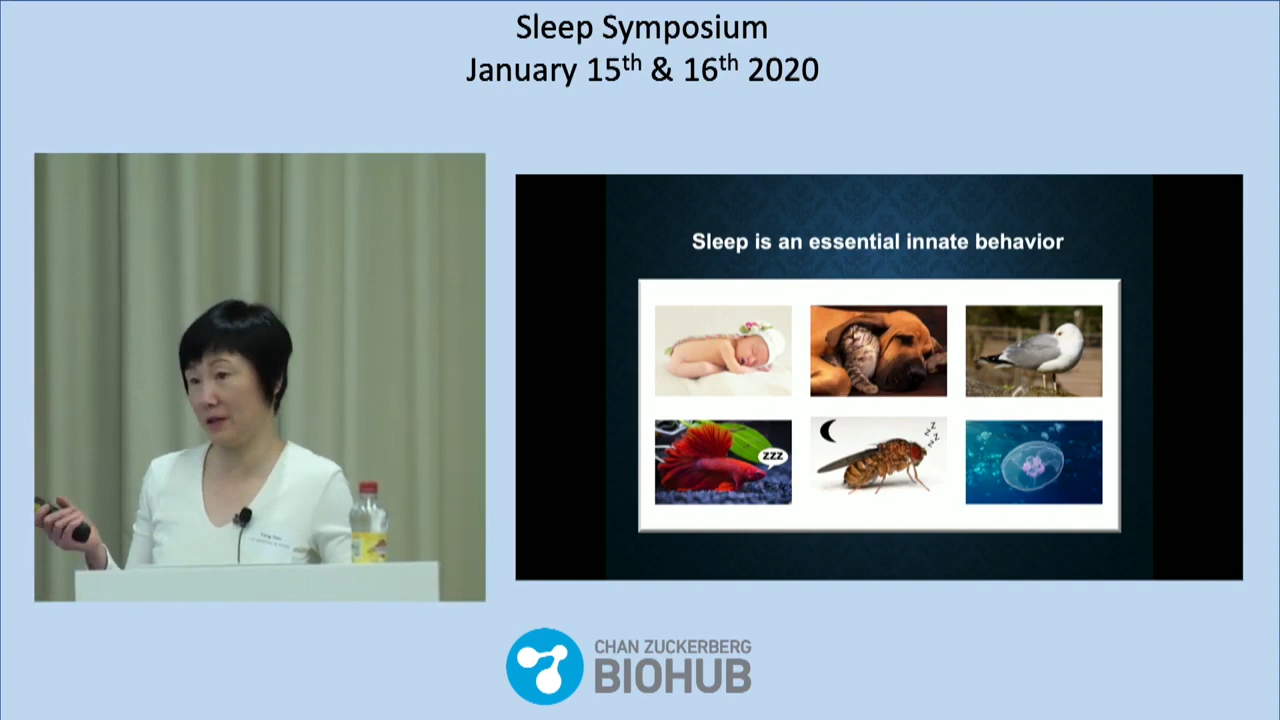 Sleep Symposium
January 15th & 16th 2020
Sleep is an essential innate behavior
zzz
z
z
z
z
CHAN ZUCKERBERG
BIOHUB